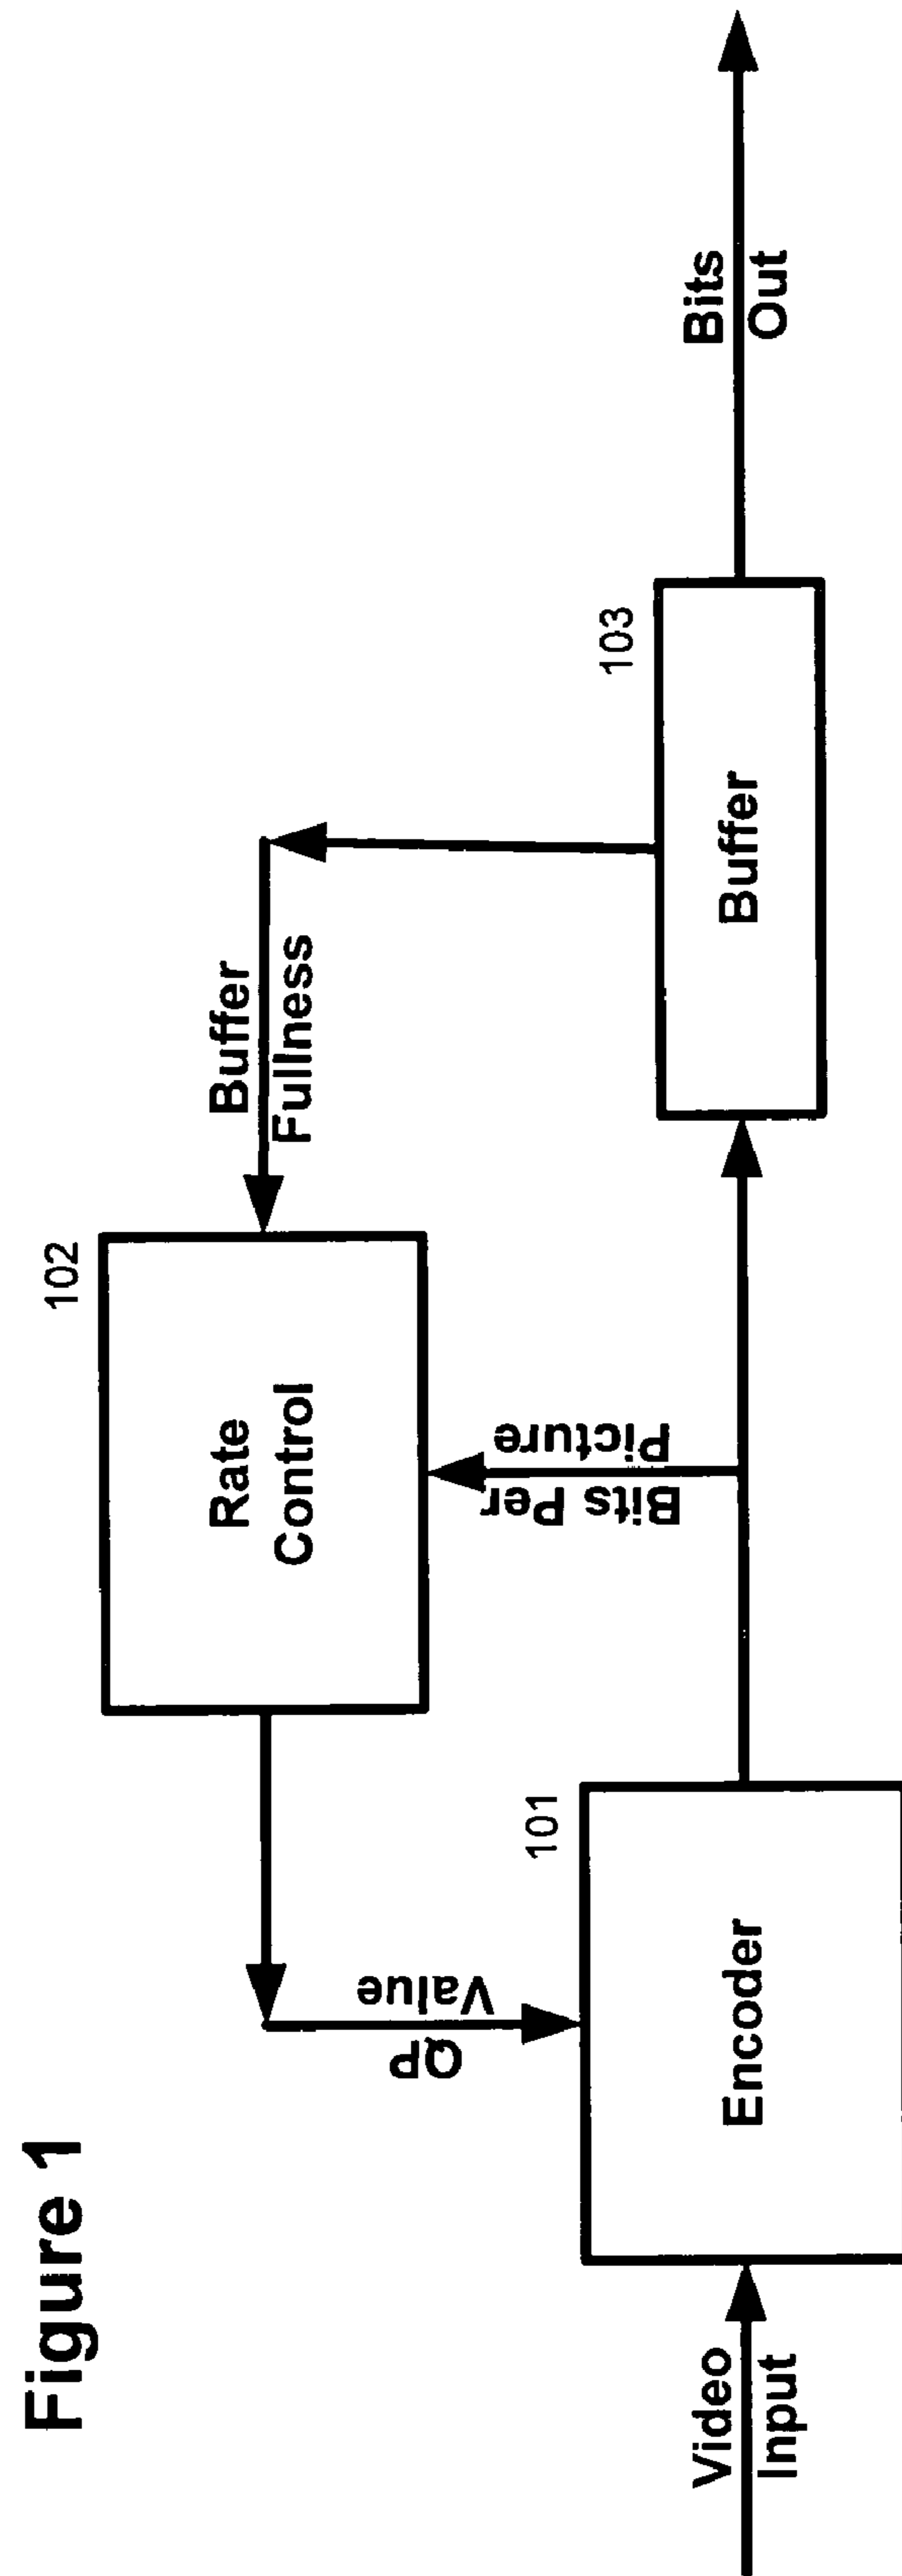 Figure 1
Video
Input
Encoder
101
QP
Value
Rate
Control
102
Bits Per
Picture
Buffer
Fullness
Buffer
103
Bits
Out